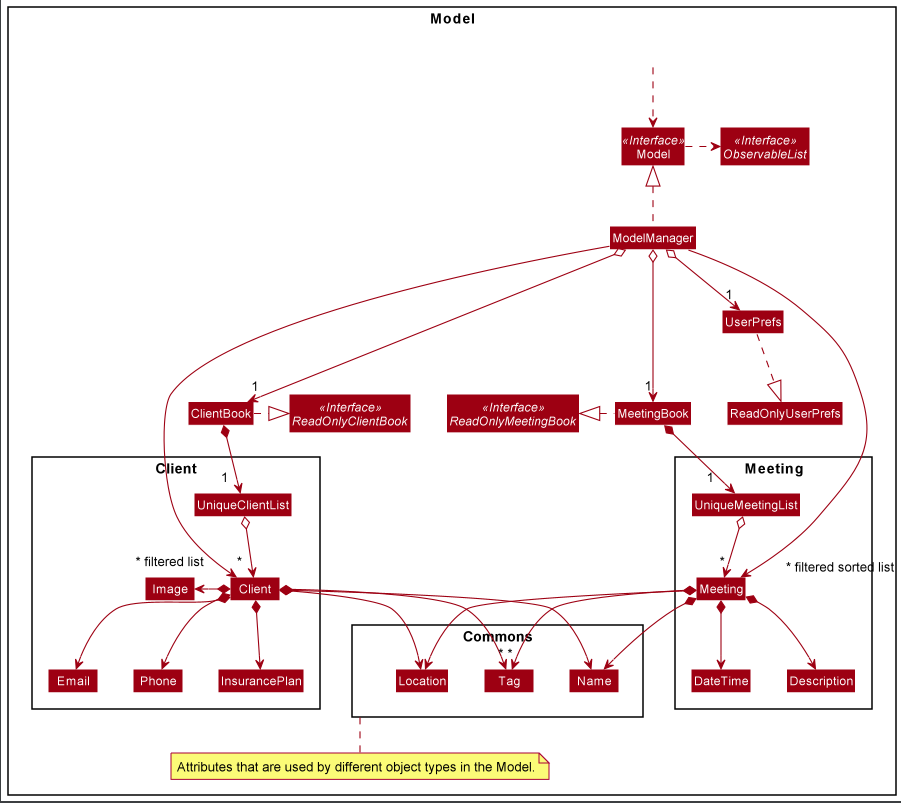 Model
«Interface»
Model
«Interface»
ObservableList
ModelManager
1
UserPrefs
1
1
ClientBook
«Interface»
ReadOnlyClientBook
«Interface»
ReadOnlyMeetingBook
MeetingBook
ReadOnlyUserPrefs
Client
Meeting
1
1
UniqueClientList
UniqueMeetingList
* filtered list
*
*
* filtered sorted list
Image
Client
Meeting
Commons
* *
Email
Phone
InsurancePlan
Location
Tag
Name
DateTime
Description
Attributes that are used by different object types in the Model.